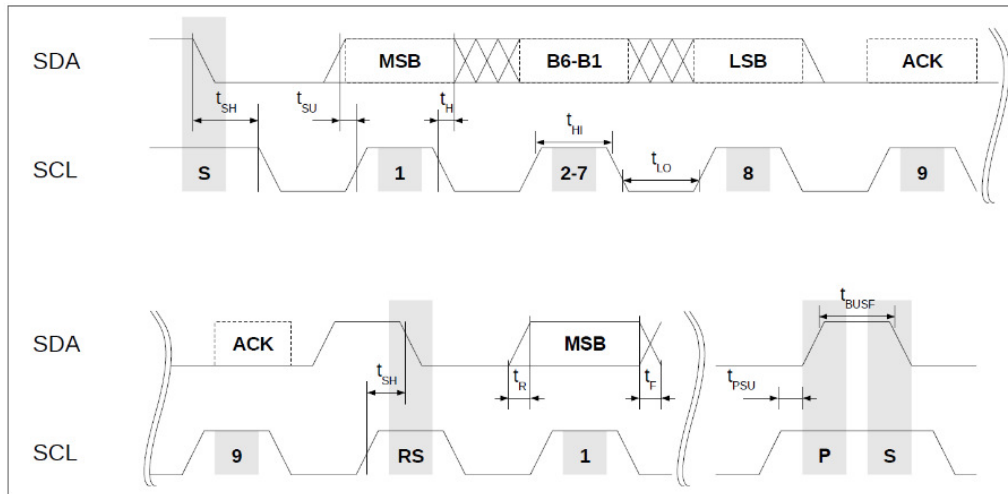 SDA MSB B6-B1 LSB ACK
tSH tSU tH tHI tLO
SCL S 1 2-7 8 9
SDA ACK MSB tBUSF
tSH tR tF tPSU
SCL 9 RS 1 P S